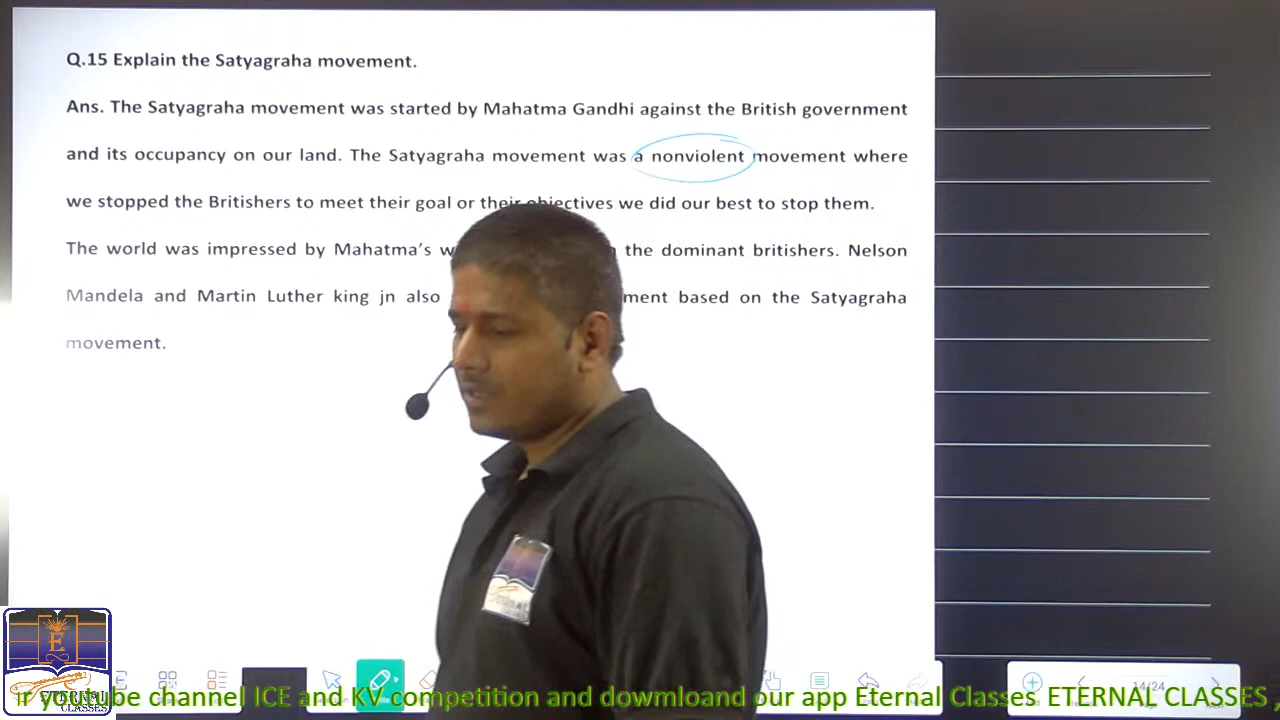 Q.15 Explain the Satyagraha movement.
Ans. The Satyagraha movement was started by Mahatma Gandhi against the British government
and its occupancy on our land. The Satyagraha movement was a nonviolent movement where
we stopped the Britishers to meet their goal or their objectives we did our best to stop them.
The world was impressed by Mahatma's the dominant britishers. Nelson
Mandela and Martin Luther king jn also based on the Satyagraha
movement.
E
ETERNAL
CLASSES
14/24
youtube channel ICE and KV competition and dowmloand our app Eternal Classes ETERNAL CLASSES ,